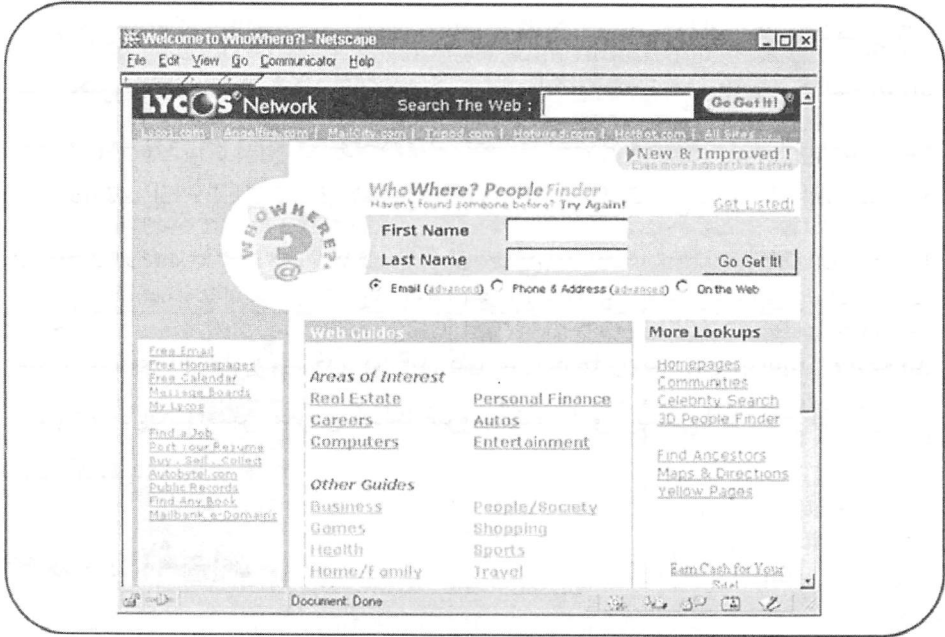 Welcome to WhoWhere?! - Netscape
File Edit View Go Communicator Help
LYCOS® Network Search The Web : Go Get It!®
Lycos.com | Angelfire.com | MailCity.com | Tripod.com | Hotwired.com | HotBot.com | All Sites ...
New & Improved !
WhoWhere? PeopleFinder
Haven't found someone before? Try Again!
Get Listed!
WHOWHERE?
?
@
First Name
Last Name
Go Get It!
Email (advanced) Phone & Address (advanced) On the Web
Free Email
Free Homepages
Free Calendar
Message Boards
My Lycos
Find a Job
Post Your Resume
Buy . Sell . Collect
Autobytel.com
Public Records
Find Any Book
Mailbank e-Domains
Web Guides
Areas of Interest
Real Estate Personal Finance
Careers Autos
Computers Entertainment
Other Guides
Business People/Society
Games Shopping
Health Sports
Home/Family Travel
More Lookups
Homepages
Communities
Celebrity Search
3D People Finder
Find Ancestors
Maps & Directions
Yellow Pages
Earn Cash for Your
Document: Done